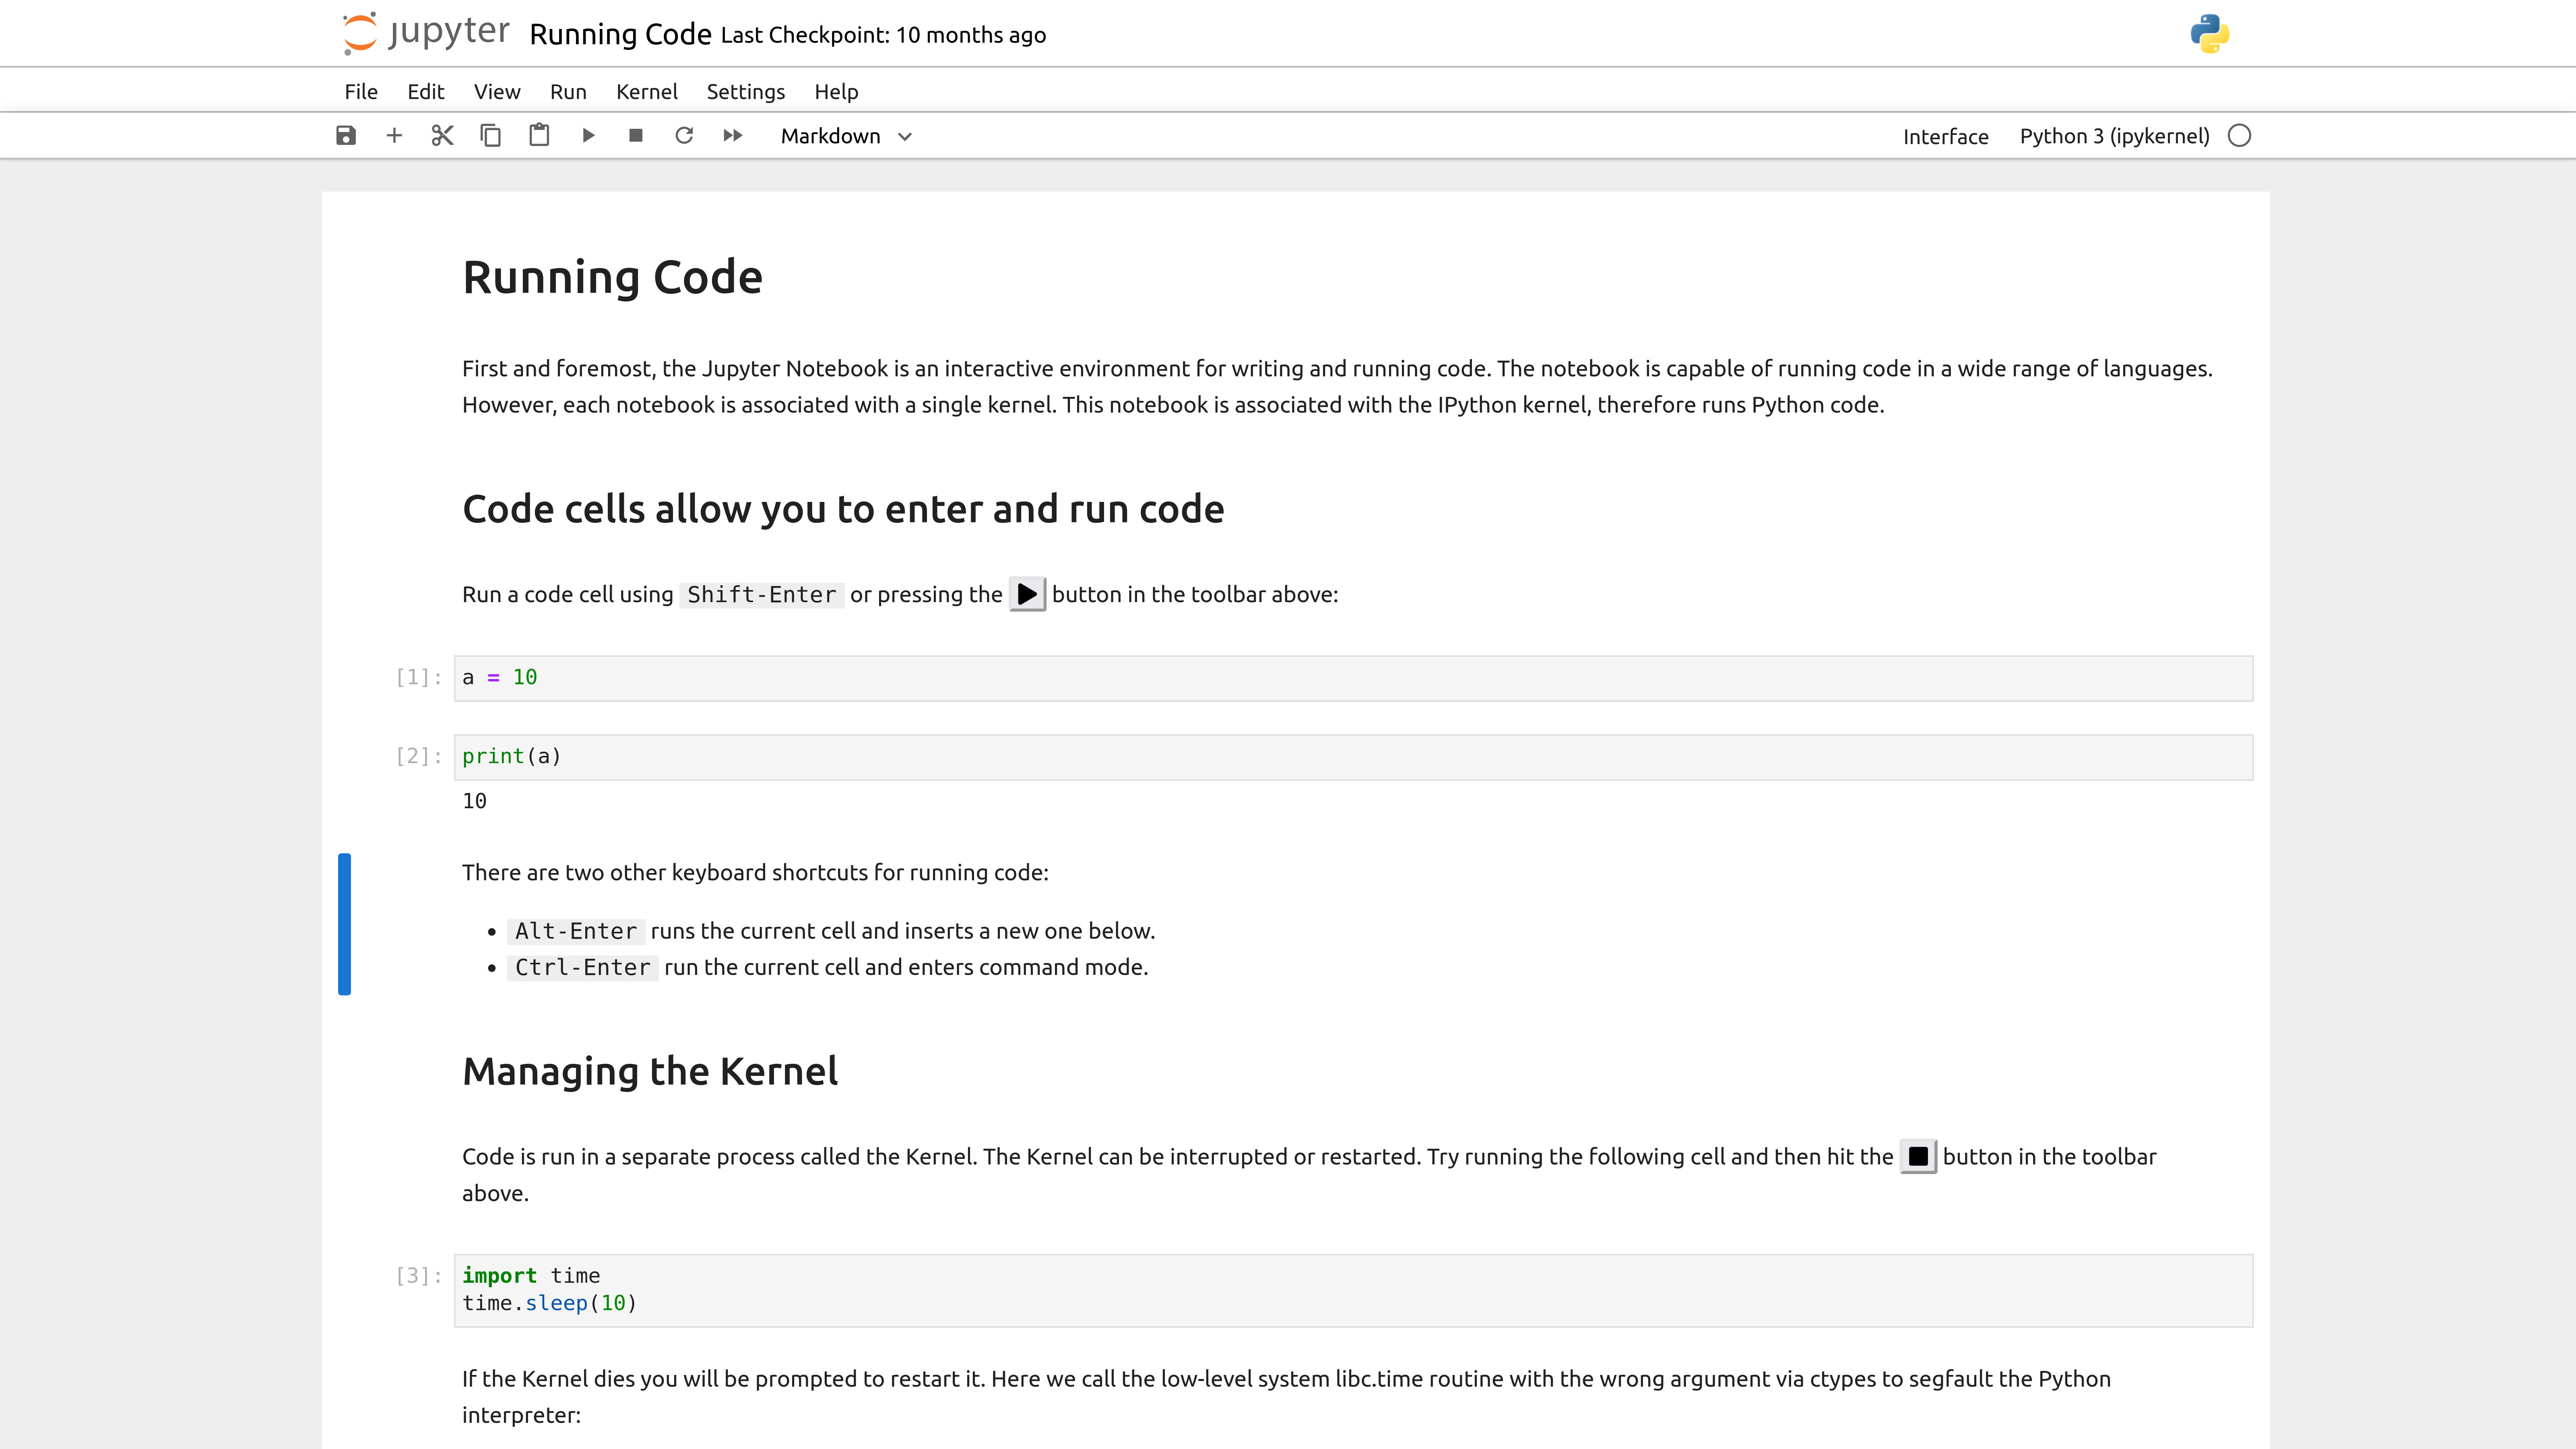 jupyter Running Code Last Checkpoint: 10 months ago
File Edit View Run Kernel Settings Help
Markdown Interface Python 3 (ipykernel)
Running Code
First and foremost, the Jupyter Notebook is an interactive environment for writing and running code. The notebook is capable of running code in a wide range of languages.
However, each notebook is associated with a single kernel. This notebook is associated with the IPython kernel, therefore runs Python code.
Code cells allow you to enter and run code
Run a code cell using Shift-Enter or pressing the button in the toolbar above:
[1]: a = 10
[2]: print(a)
10
There are two other keyboard shortcuts for running code:
• Alt-Enter runs the current cell and inserts a new one below.
• Ctrl-Enter run the current cell and enters command mode.
Managing the Kernel
Code is run in a separate process called the Kernel. The Kernel can be interrupted or restarted. Try running the following cell and then hit the button in the toolbar
above.
[3]: import time
time.sleep(10)
If the Kernel dies you will be prompted to restart it. Here we call the low-level system libc.time routine with the wrong argument via ctypes to segfault the Python
interpreter: